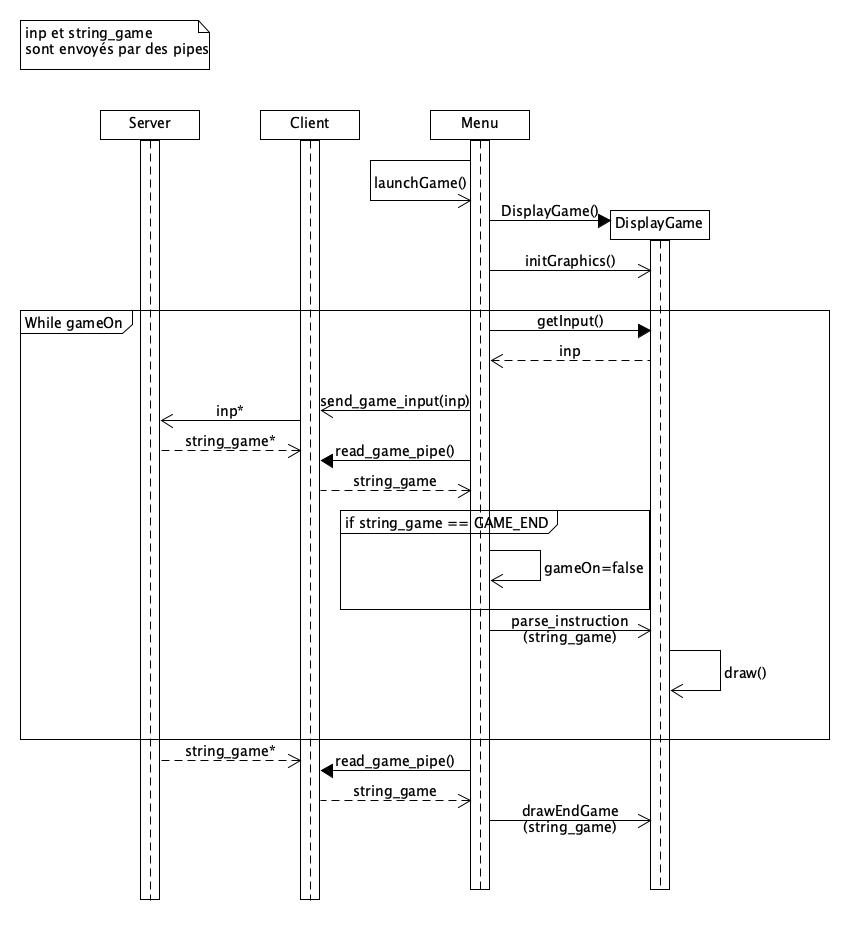 inp et string_game
sont envoyés par des pipes
Server
Client
Menu
launchGame()
DisplayGame()
DisplayGame
initGraphics()
While gameOn
getInput()
inp
send_game_input(inp)
inp*
string_game*
read_game_pipe()
string_game
if string_game == GAME_END
gameOn=false
parse_instruction
(string_game)
draw()
string_game*
read_game_pipe()
string_game
drawEndGame
(string_game)